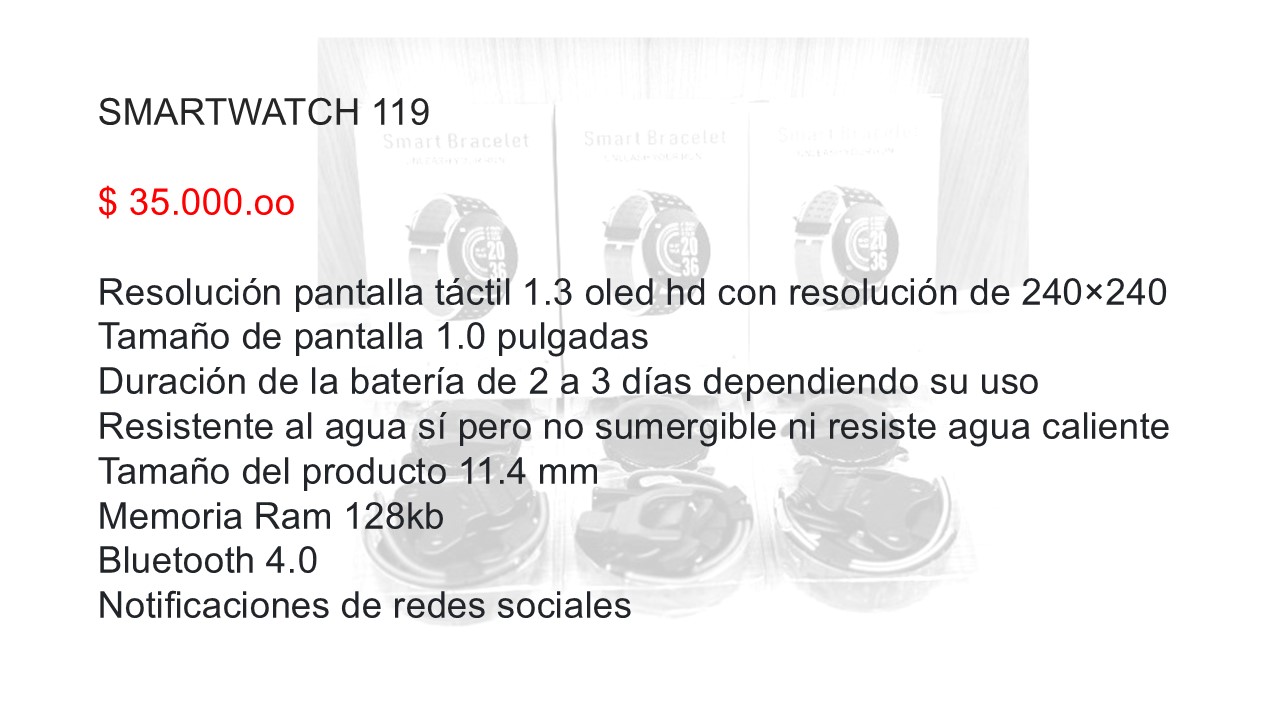 SMARTWATCH 119
Smart Bracelet Smart Bracelet Smart Bracelet
$ 35.000.oo
20 20 20
36 36 36
Resolución pantalla táctil 1.3 oled hd con resolución de 240×240
Tamaño de pantalla 1.0 pulgadas
Duración de la batería de 2 a 3 días dependiendo su uso
Resistente al agua sí pero no sumergible ni resiste agua caliente
Tamaño del producto 11.4 mm
Memoria Ram 128kb
Bluetooth 4.0
Notificaciones de redes sociales